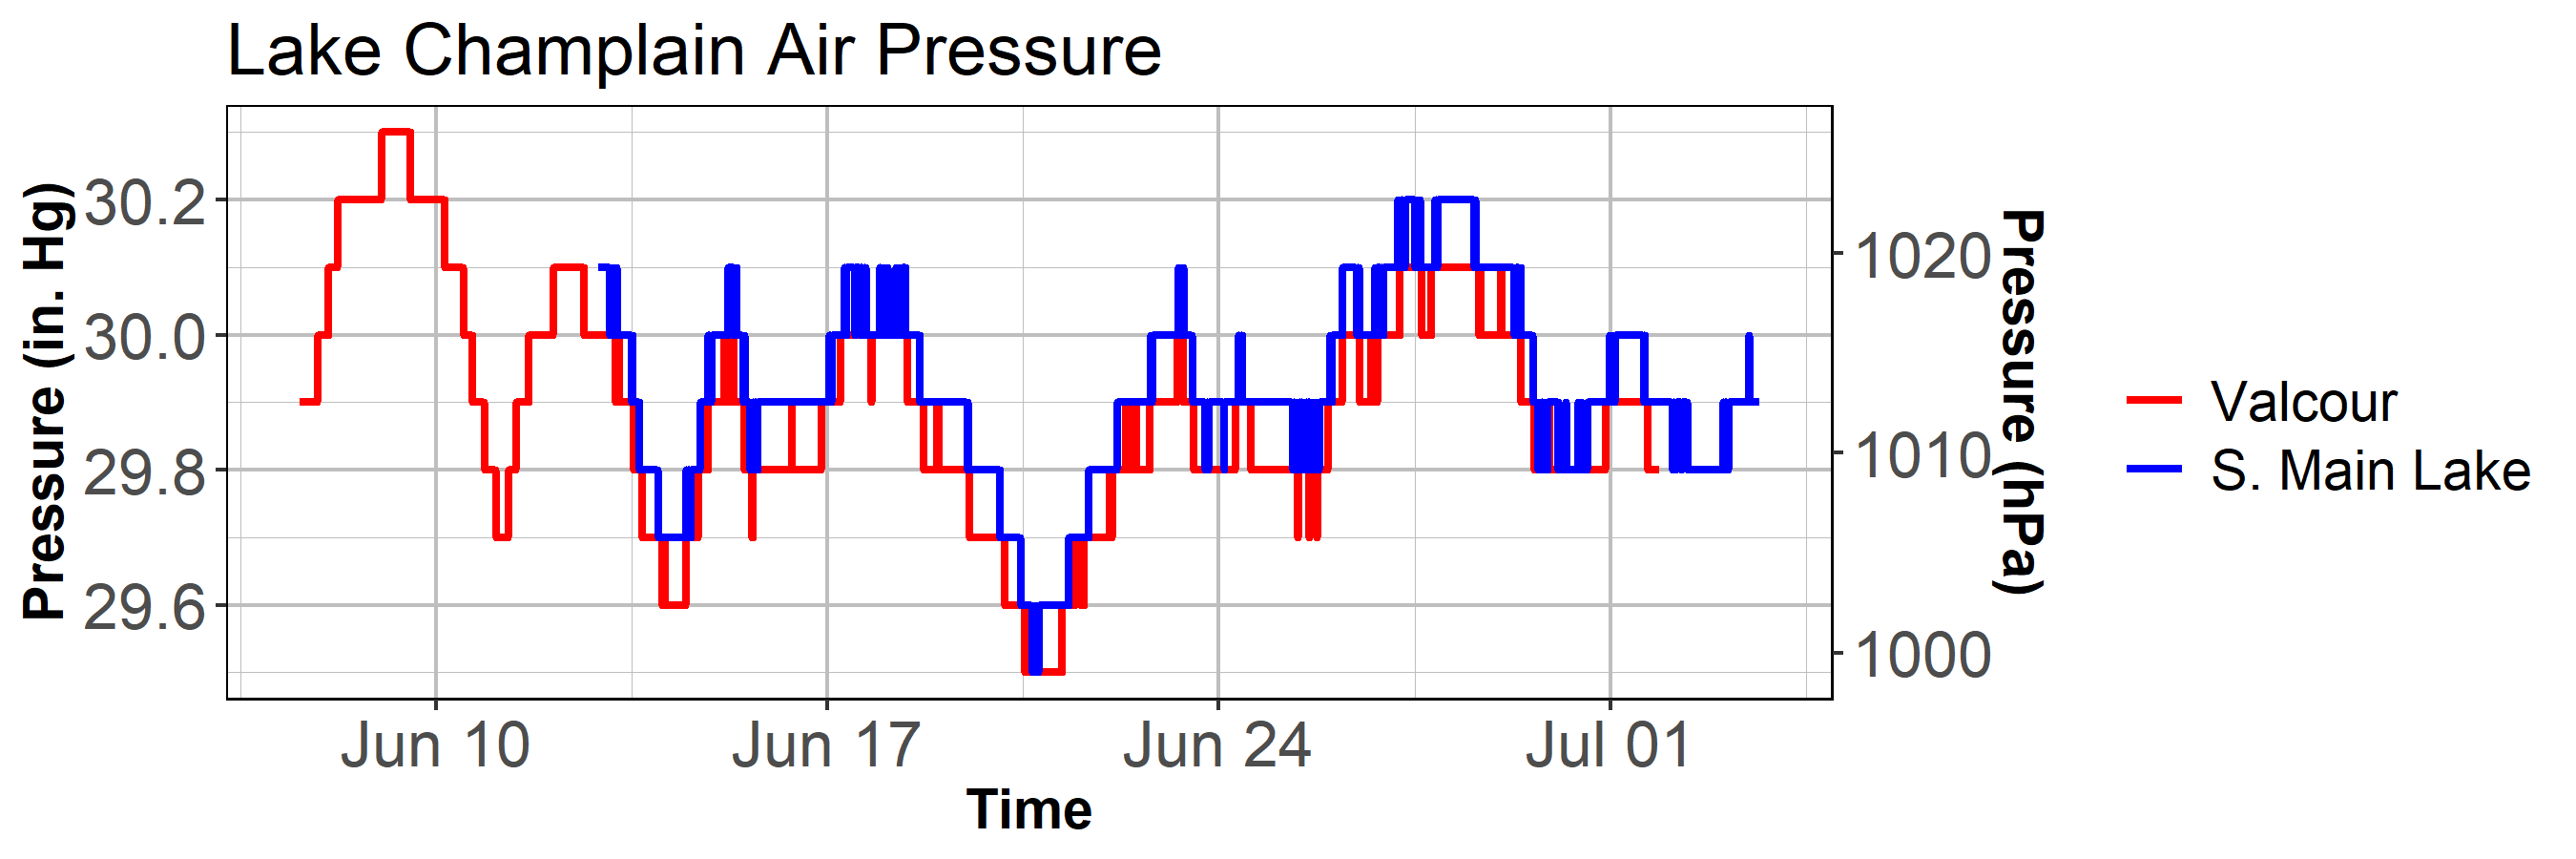 Lake Champlain Air Pressure
Pressure (in. Hg)
30.2
30.0
29.8
29.6
1020
1010
1000
Pressure (hPa)
Jun 10
Jun 17
Jun 24
Jul 01
Time
Valcour
S. Main Lake